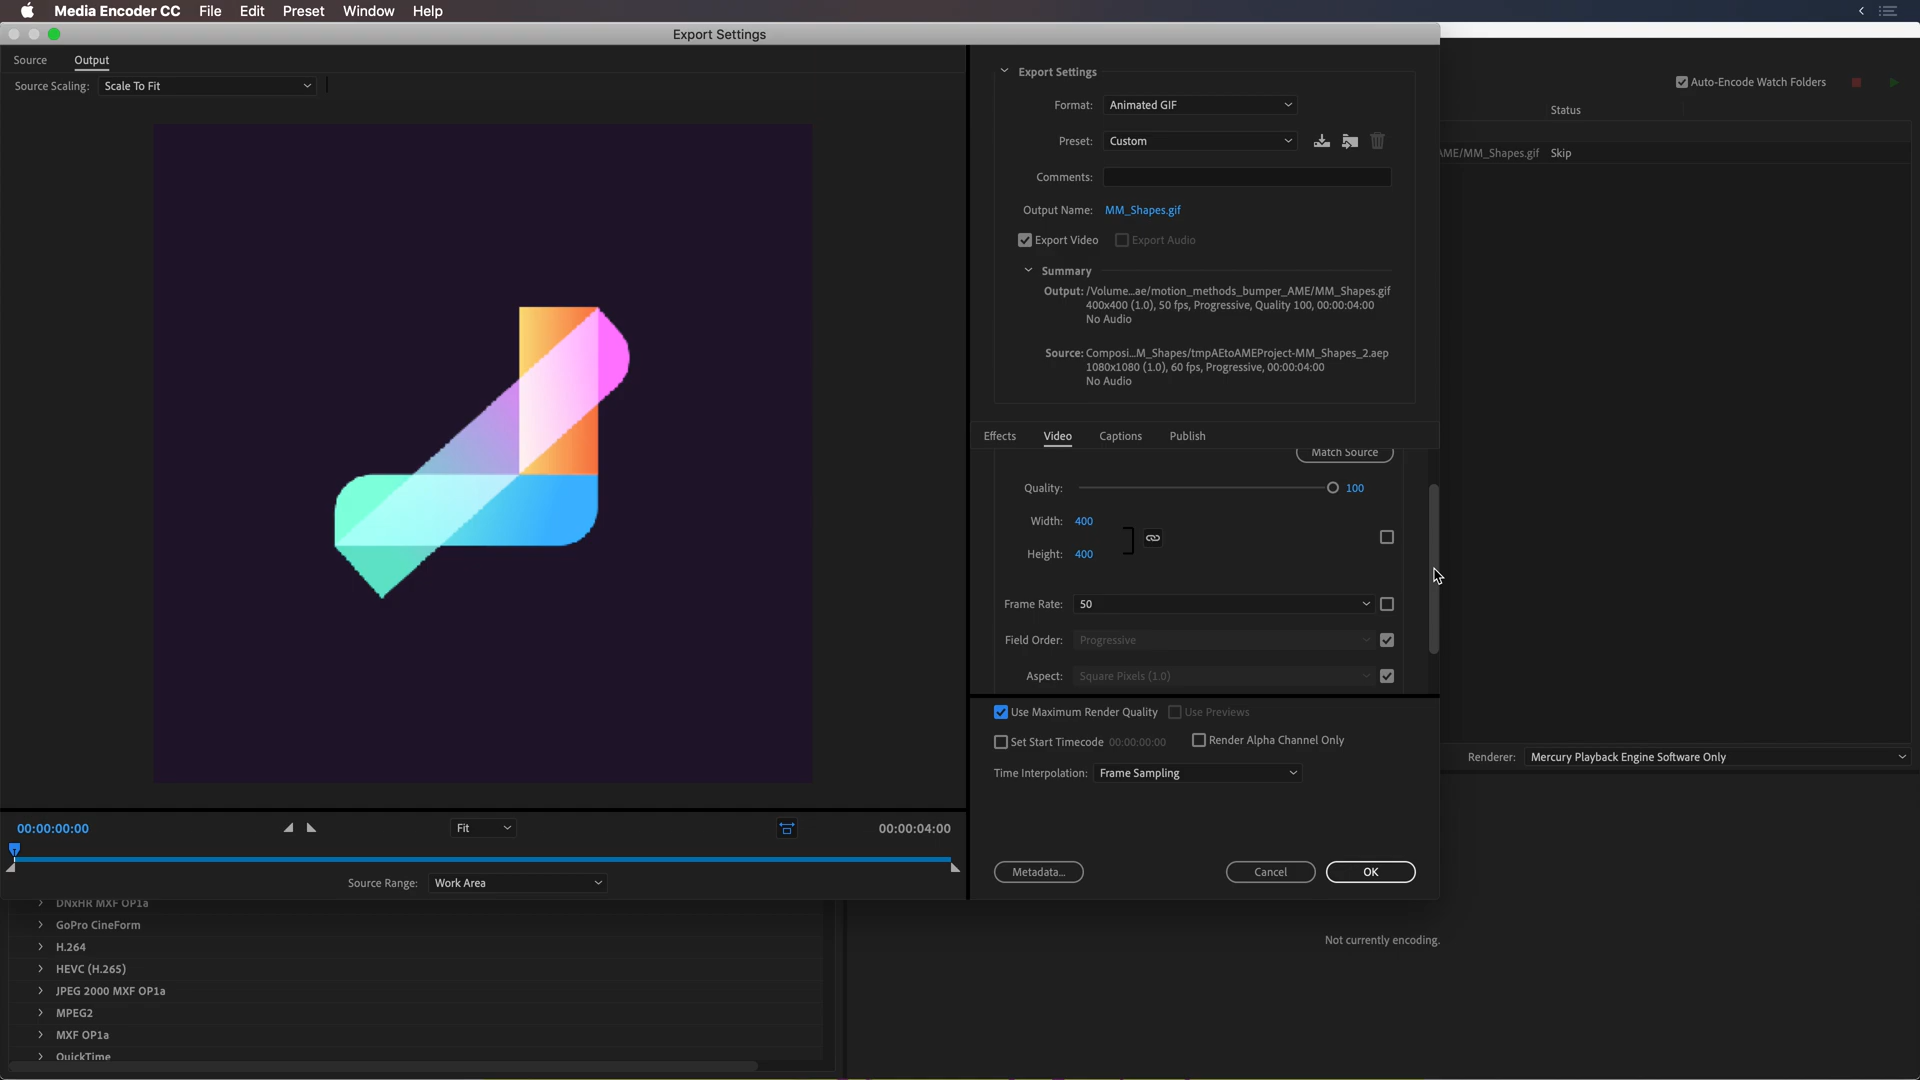 Media Encoder CC File Edit Preset Window Help
Export Settings
Source Output
Source Scaling: Scale To Fit
Export Settings
Format: Animated GIF
Preset: Custom
Comments:
Output Name: MM_Shapes.gif
Export Video Export Audio
Summary
Output: /Volume...ae/motion_methods_bumper_AME/MM_Shapes.gif
400x400 (1.0), 50 fps, Progressive, Quality 100, 00:00:04:00
No Audio
Source: Composi...M_Shapes/tmpAEtoAMEProject-MM_Shapes_2.aep
1080x1080 (1.0), 60 fps, Progressive, 00:00:04:00
No Audio
Effects Video Captions Publish
Match Source
Quality: 100
Width: 400
Height: 400
Frame Rate: 50
Field Order: Progressive
Aspect: Square Pixels (1.0)
Use Maximum Render Quality Use Previews
Set Start Timecode 00:00:00:00 Render Alpha Channel Only
Time Interpolation: Frame Sampling
Metadata... Cancel OK
00:00:00:00 Fit 00:00:04:00
Source Range: Work Area
Auto-Encode Watch Folders
Status
AME/MM_Shapes.gif Skip
Renderer: Mercury Playback Engine Software Only
Not currently encoding.
DNxHR MXF OP1a
GoPro CineForm
H.264
HEVC (H.265)
JPEG 2000 MXF OP1a
MPEG2
MXF OP1a
QuickTime